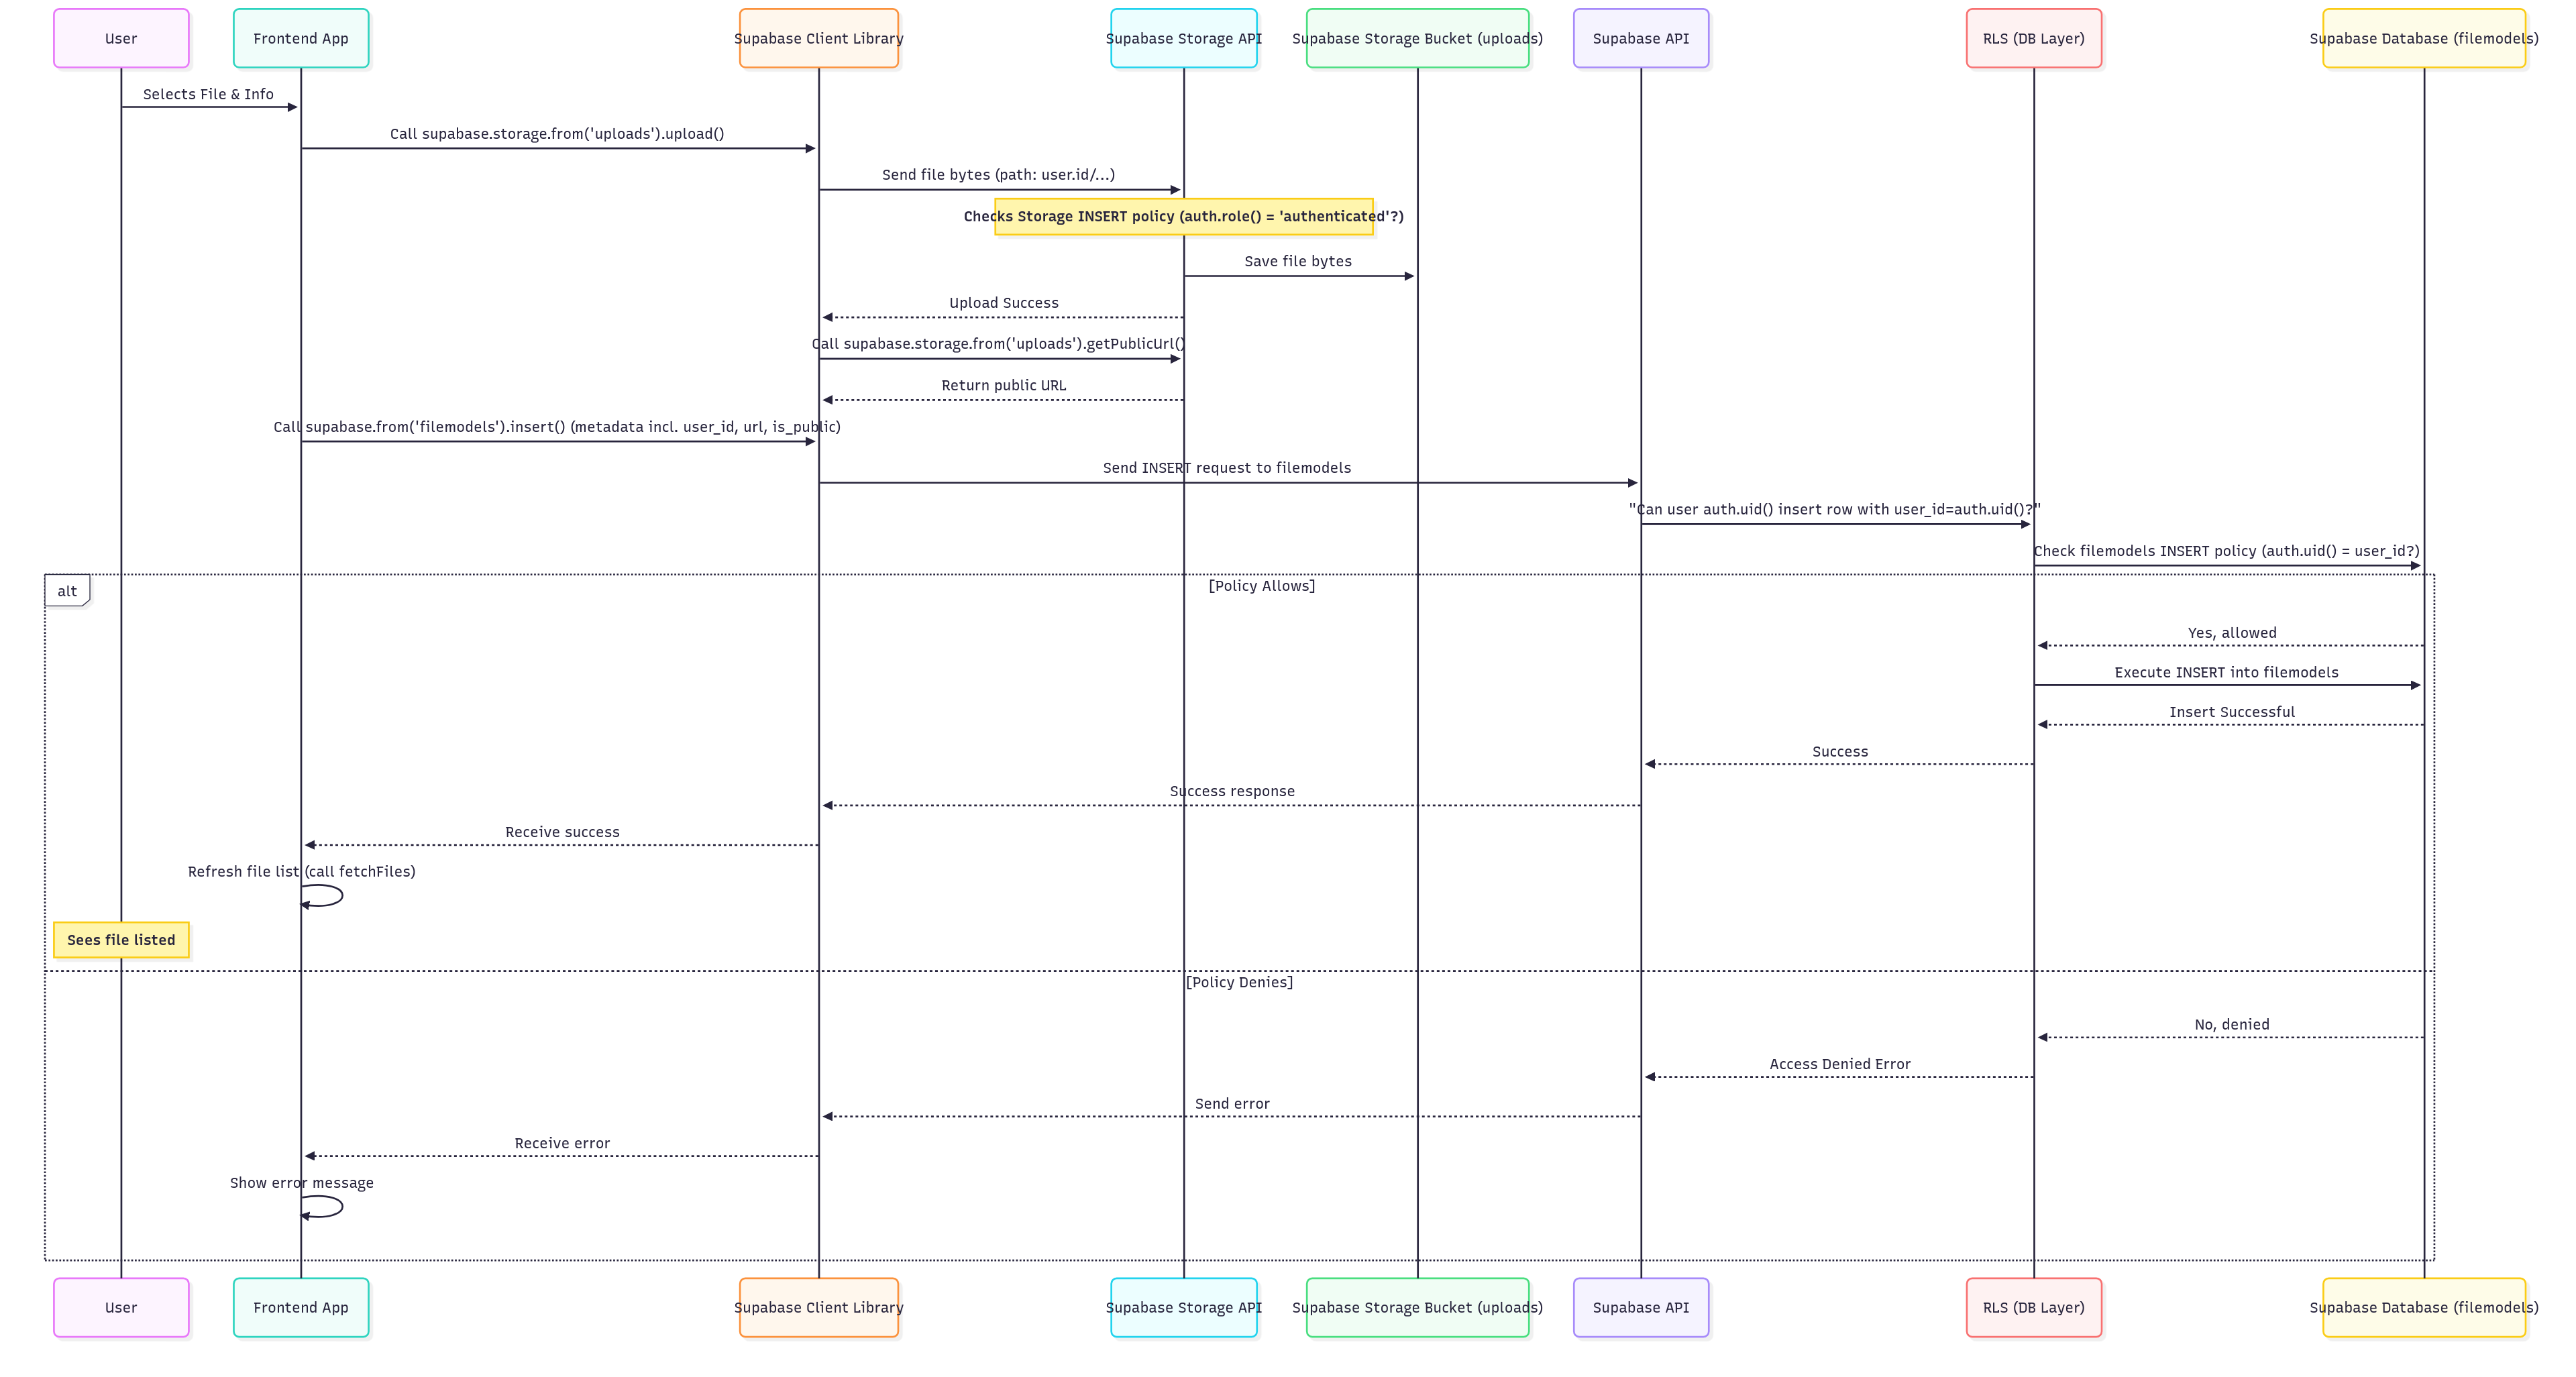 User
Frontend App
Supabase Client Library
Supabase Storage API
Supabase Storage Bucket (uploads)
Supabase API
RLS (DB Layer)
Supabase Database (filemodels)
Selects File & Info
Call supabase.storage.from('uploads').upload()
Send file bytes (path: user.id/...)
Checks Storage INSERT policy (auth.role() = 'authenticated'?)
Save file bytes
Upload Success
Call supabase.storage.from('uploads').getPublicUrl()
Return public URL
Call supabase.from('filemodels').insert() (metadata incl. user_id, url, is_public)
Send INSERT request to filemodels
"Can user auth.uid() insert row with user_id=auth.uid()?"
Check filemodels INSERT policy (auth.uid() = user_id?)
alt
[Policy Allows]
Yes, allowed
Execute INSERT into filemodels
Insert Successful
Success
Success response
Receive success
Refresh file list (call fetchFiles)
Sees file listed
[Policy Denies]
No, denied
Access Denied Error
Send error
Receive error
Show error message
User
Frontend App
Supabase Client Library
Supabase Storage API
Supabase Storage Bucket (uploads)
Supabase API
RLS (DB Layer)
Supabase Database (filemodels)